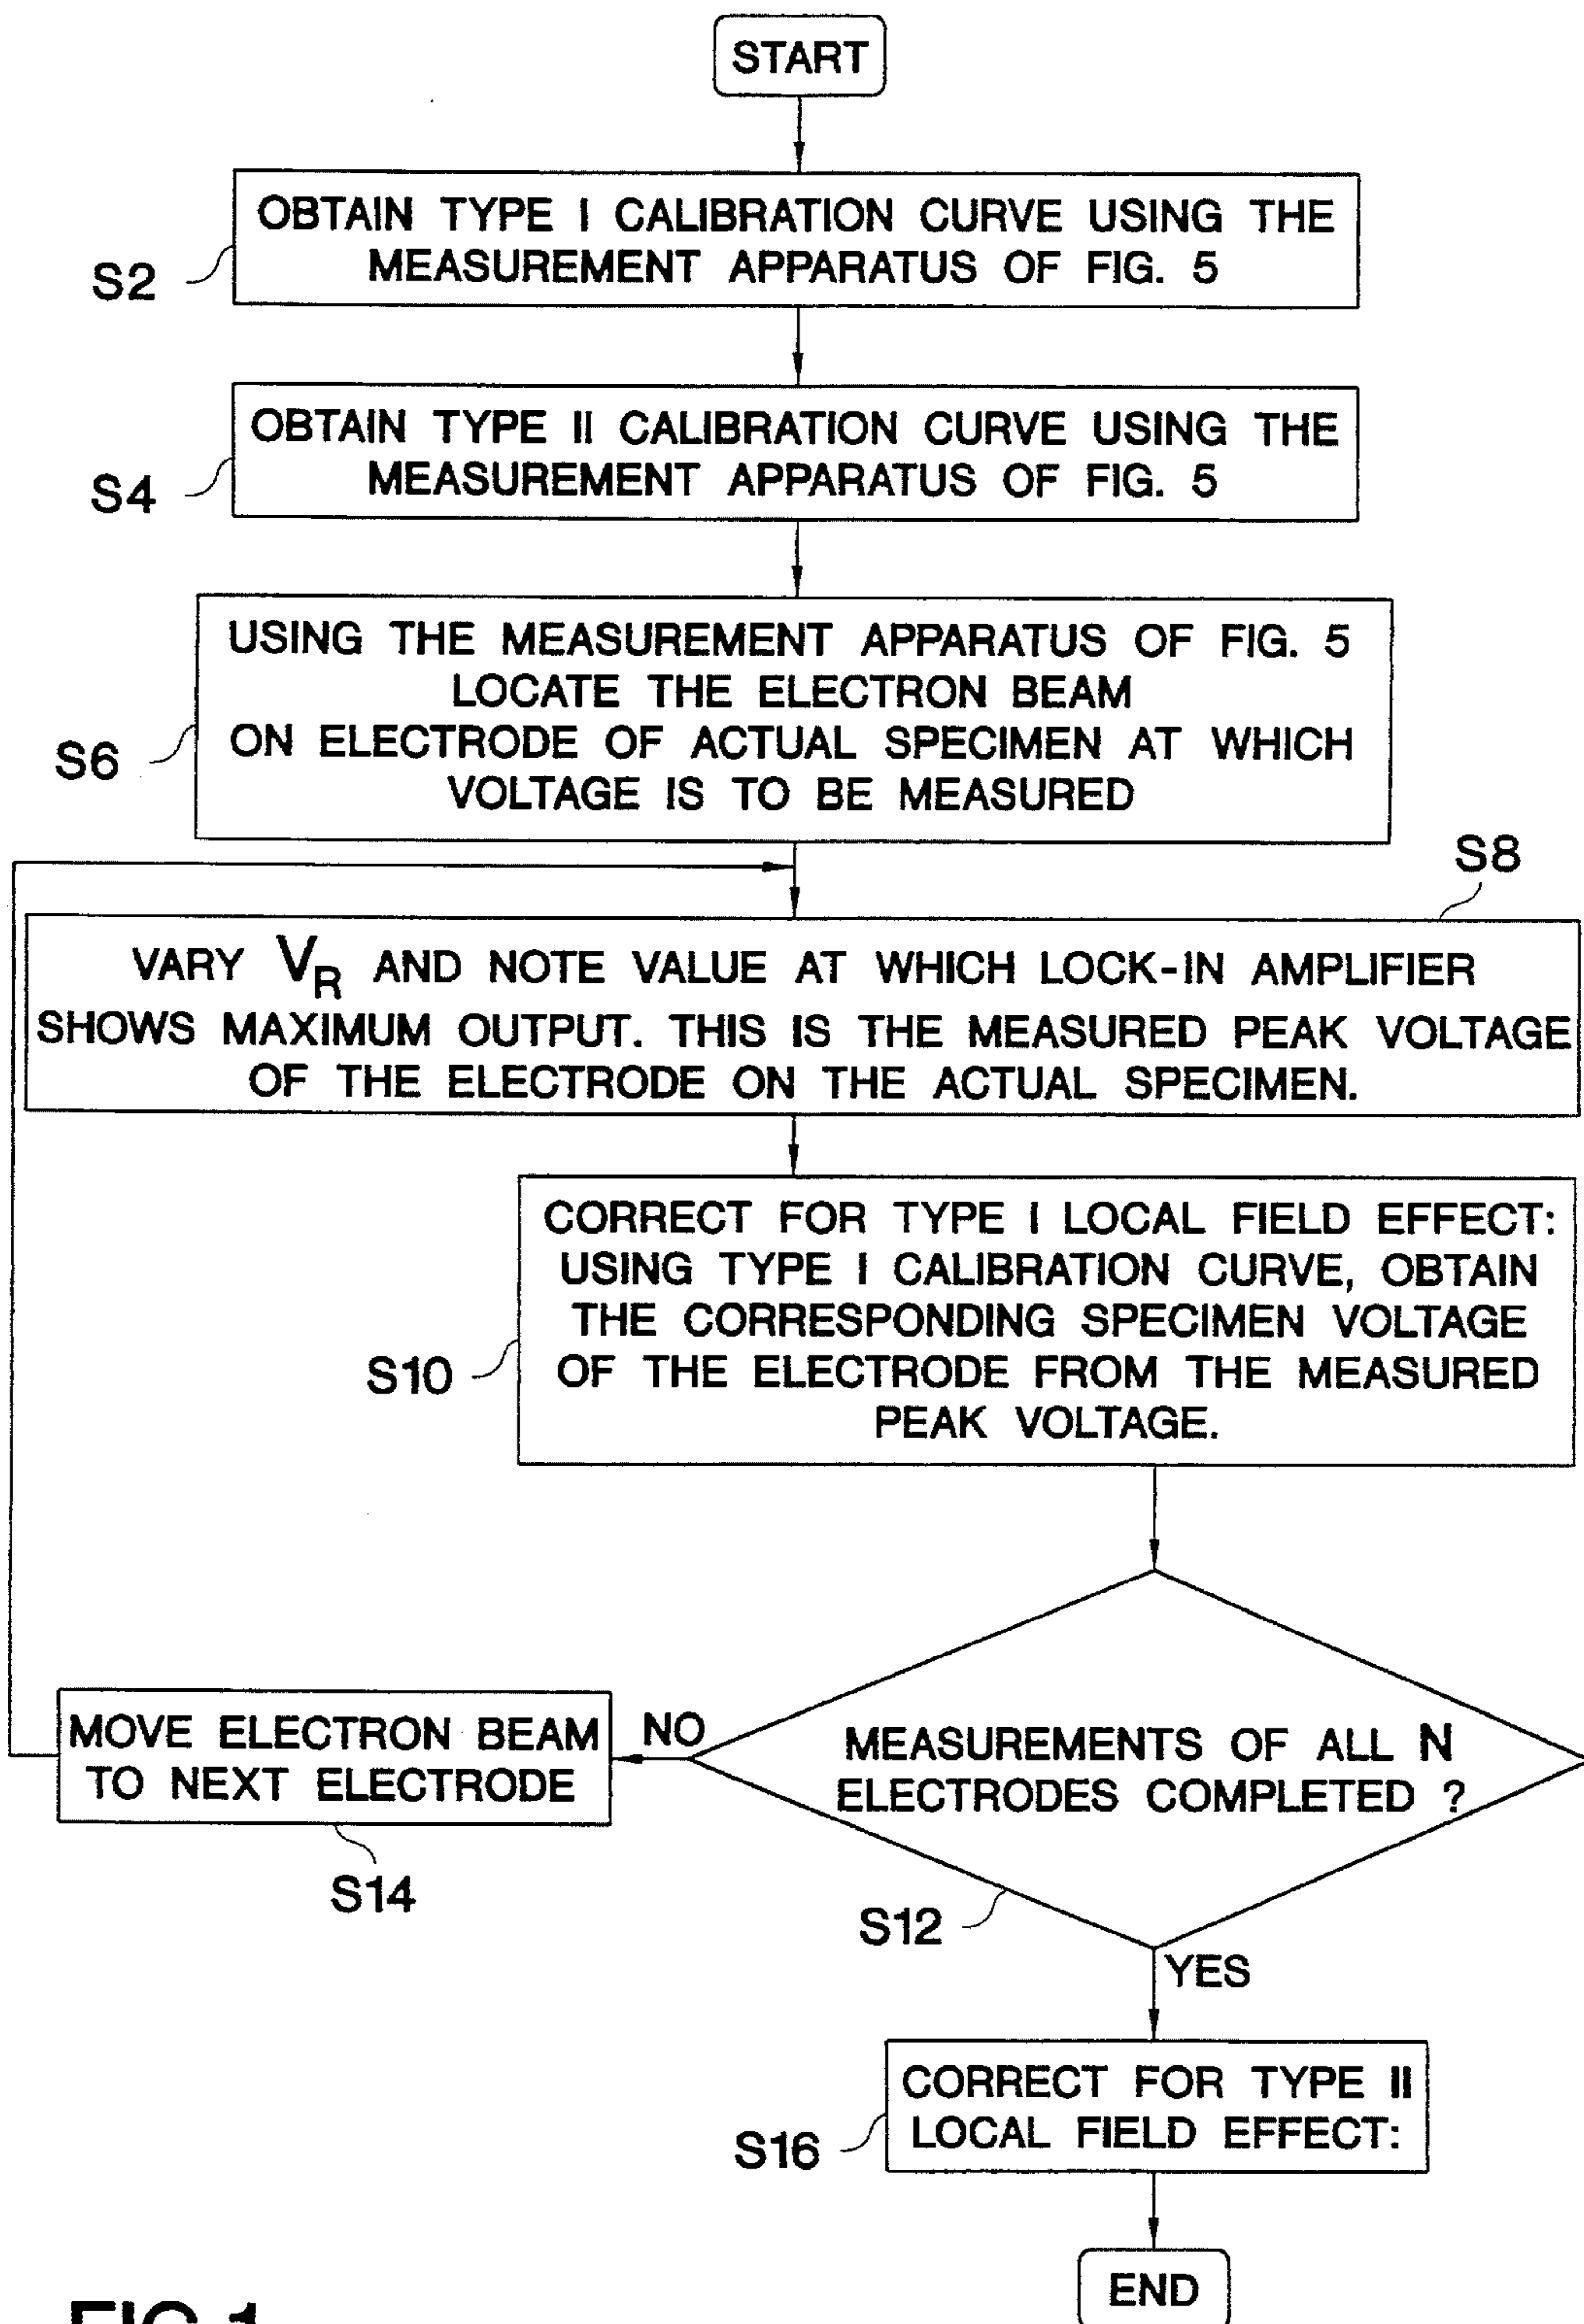 START
OBTAIN TYPE I CALIBRATION CURVE USING THE
MEASUREMENT APPARATUS OF FIG. 5
S2
OBTAIN TYPE II CALIBRATION CURVE USING THE
MEASUREMENT APPARATUS OF FIG. 5
S4
USING THE MEASUREMENT APPARATUS OF FIG. 5
LOCATE THE ELECTRON BEAM
ON ELECTRODE OF ACTUAL SPECIMEN AT WHICH
VOLTAGE IS TO BE MEASURED
S6
S8
VARY VR AND NOTE VALUE AT WHICH LOCK-IN AMPLIFIER
SHOWS MAXIMUM OUTPUT. THIS IS THE MEASURED PEAK VOLTAGE
OF THE ELECTRODE ON THE ACTUAL SPECIMEN.
CORRECT FOR TYPE I LOCAL FIELD EFFECT:
USING TYPE I CALIBRATION CURVE, OBTAIN
THE CORRESPONDING SPECIMEN VOLTAGE
OF THE ELECTRODE FROM THE MEASURED
PEAK VOLTAGE.
S10
MEASUREMENTS OF ALL N
ELECTRODES COMPLETED ?
S12
NO
MOVE ELECTRON BEAM
TO NEXT ELECTRODE
S14
YES
CORRECT FOR TYPE II
LOCAL FIELD EFFECT:
S16
END
FIG.1